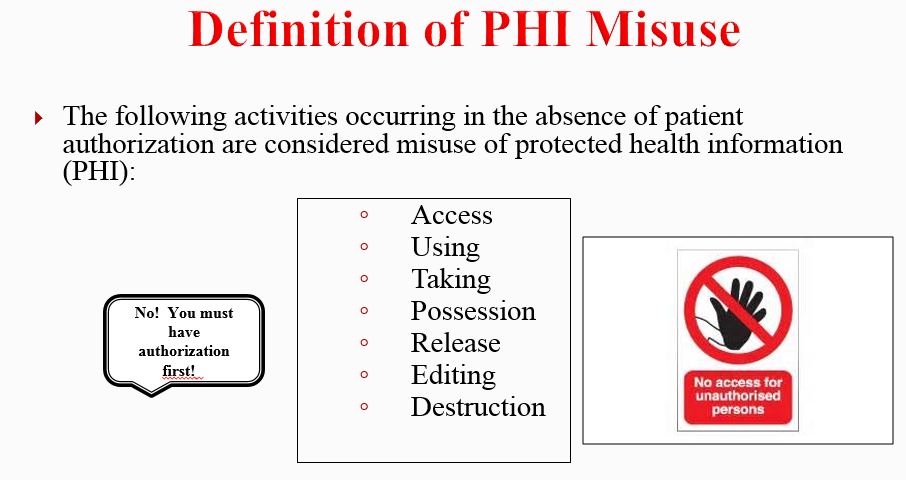 Definition of PHI Misuse
The following activities occurring in the absence of patient
authorization are considered misuse of protected health information
(PHI):
Access
Using
Taking
Possession
Release
Editing
Destruction
No! You must
have
authorization
first!
No access for
unauthorised
persons